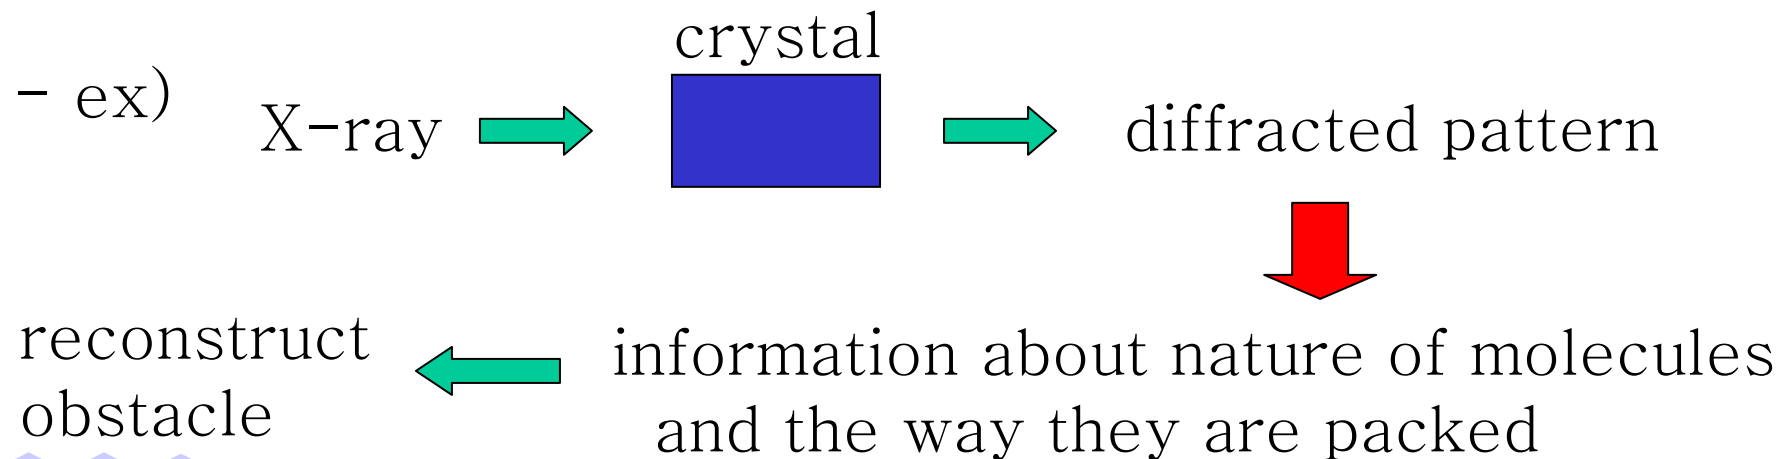 crystal
- ex) X-ray diffracted pattern
reconstruct
obstacle
information about nature of molecules
and the way they are packed